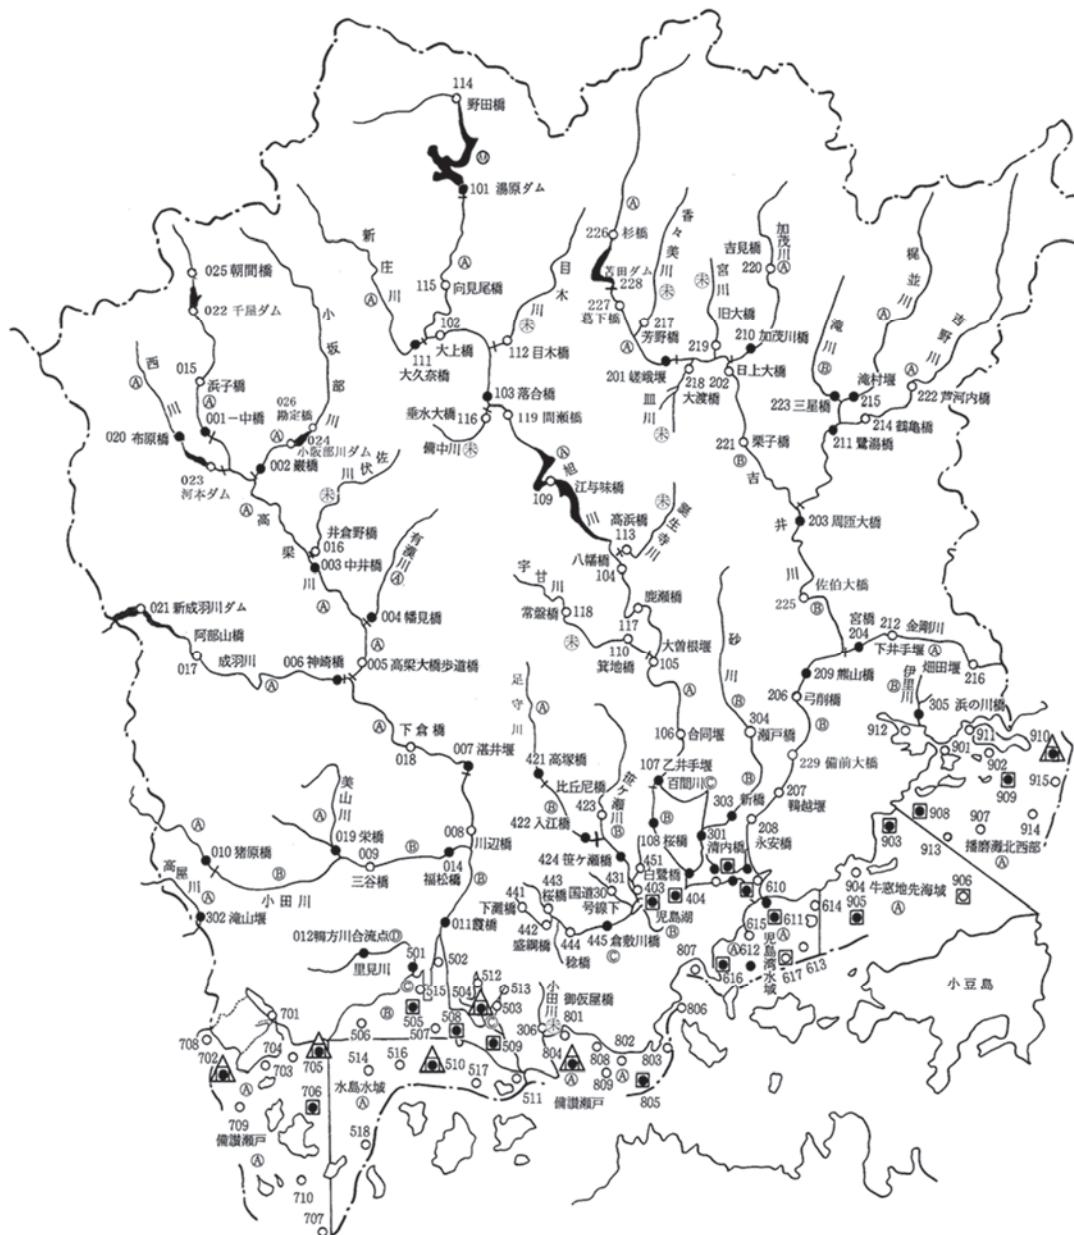 114
野田橋
Ⓜ
101 湯原ダム
新庄川
Ⓐ
115
向見尾橋
Ⓐ
目木川
㊍
226
杉橋
Ⓐ
苫田ダム
228
227
葛下橋
香々美川
㊍
217
芳野橋
Ⓐ
宮川
㊍
旧大橋
219
吉見橋
220
加茂川Ⓐ
210 加茂川橋
滝川
Ⓑ
梶並川
Ⓐ
吉野川
Ⓐ
025 朝間橋
022 千屋ダム
小坂部川
西川
Ⓐ
015
浜子橋
Ⓐ
001一中橋
026
勘定橋
024
小阪部川ダム
Ⓐ
020 布原橋
023
河本ダム
002 巌橋
102
大上橋
111
大久奈橋
112 目木橋
103 落合橋
垂水大橋
116
119 間瀬橋
備中川
201 嵯峨堰
218
大渡橋
皿川
202
日上大橋
223 三星橋
滝村堰
215
222 芦河内橋
214 鶴亀橋
211 鷺湯橋
221
栗子橋
Ⓑ
吉井川
203 周匝大橋
佐伏川
Ⓐ
高梁川
井倉野橋
016
003 中井橋
有漢川
Ⓐ
004 幡見橋
Ⓐ
旭川
江与味橋
109
高浜橋
113
誕生寺川
八幡橋
104
宇甘川
常盤橋
118
鹿瀬橋
117
110
箕地橋
大曽根堰
105
砂川
Ⓑ
佐伯大橋
225
Ⓑ
宮橋
204
212
金剛川
下井手堰
Ⓐ
畑田堰
216
209 熊山橋
206
弓削橋
Ⓑ
伊里川
Ⓑ
305 浜の川橋
021 新成羽川ダム
阿部山橋
017
成羽川
Ⓐ
006 神崎橋
005 高梁大橋歩道橋
Ⓐ
下倉橋
018
007 湛井堰
足守川
Ⓐ
421 高塚橋
Ⓑ
比丘尼橋
423
笹ヶ瀬川
Ⓑ
422 入江橋
424 笹ケ瀬橋
Ⓐ
106
合同堰
107 乙井手堰
百間川Ⓒ
108 桜橋
304
瀬戸橋
Ⓑ
303
新橋
301
清内橋
229 備前大橋
207
鴨越堰
208
永安橋
912
911
901
902
910
909
915
908
903
907
913
914
播磨灘北西部
Ⓐ
美山川
Ⓐ
019 栄橋
009
三谷橋
Ⓑ
008
川辺橋
014
福松橋
Ⓑ
Ⓐ
010 猪原橋
Ⓑ
高屋川
Ⓐ
小田川
302 滝山堰
011霞橋
012鴨方川合流点Ⓓ
里見川
501
Ⓒ
502
451
白鷺橋
431
403
国道30
号線下
443
桜橋
441
下灘橋
442
盛綱橋
444
稔橋
445 倉敷川橋
Ⓒ
児島湖
Ⓑ
404
610
611
614
615
612
616
617
613
児島湾水域
Ⓐ
904
牛窓地先海域
905
Ⓐ
906
小豆島
807
806
701
708
702
704
703
705
706
709
備讃瀬戸
Ⓐ
710
707
515
505
506
507
508
504
512
513
503
509
510
514
516
517
518
511
水島水域
Ⓐ
小田川
306
御仮屋橋
801
802
803
804
808
809
805
備讃瀬戸
Ⓐ